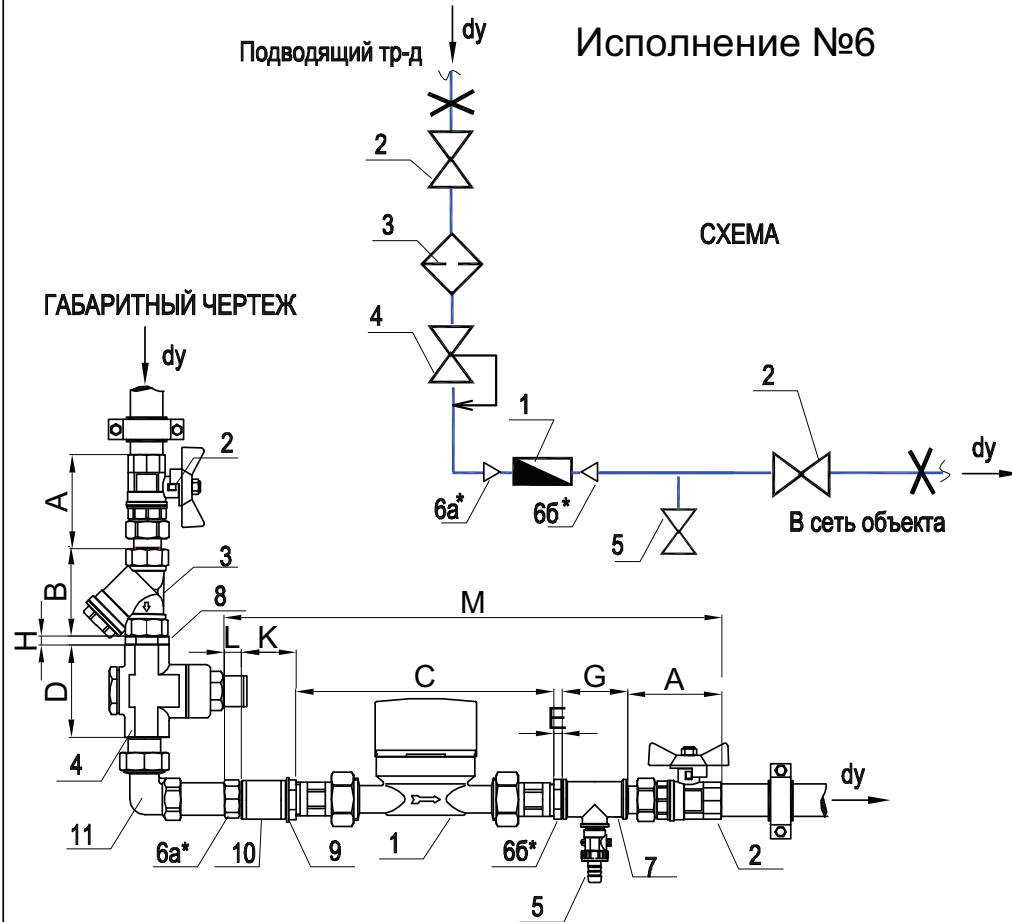 Исполнение №6
Подводящий тр-д
dy
2
3
СХЕМА
4
1
2
dy
6а*
6б*
5
В сеть объекта
ГАБАРИТНЫЙ ЧЕРТЕЖ
dy
2
A
B
3
8
H
D
4
M
L
K
C
E
G
A
dy
11
6а*
10
9
1
6б*
5
7
2